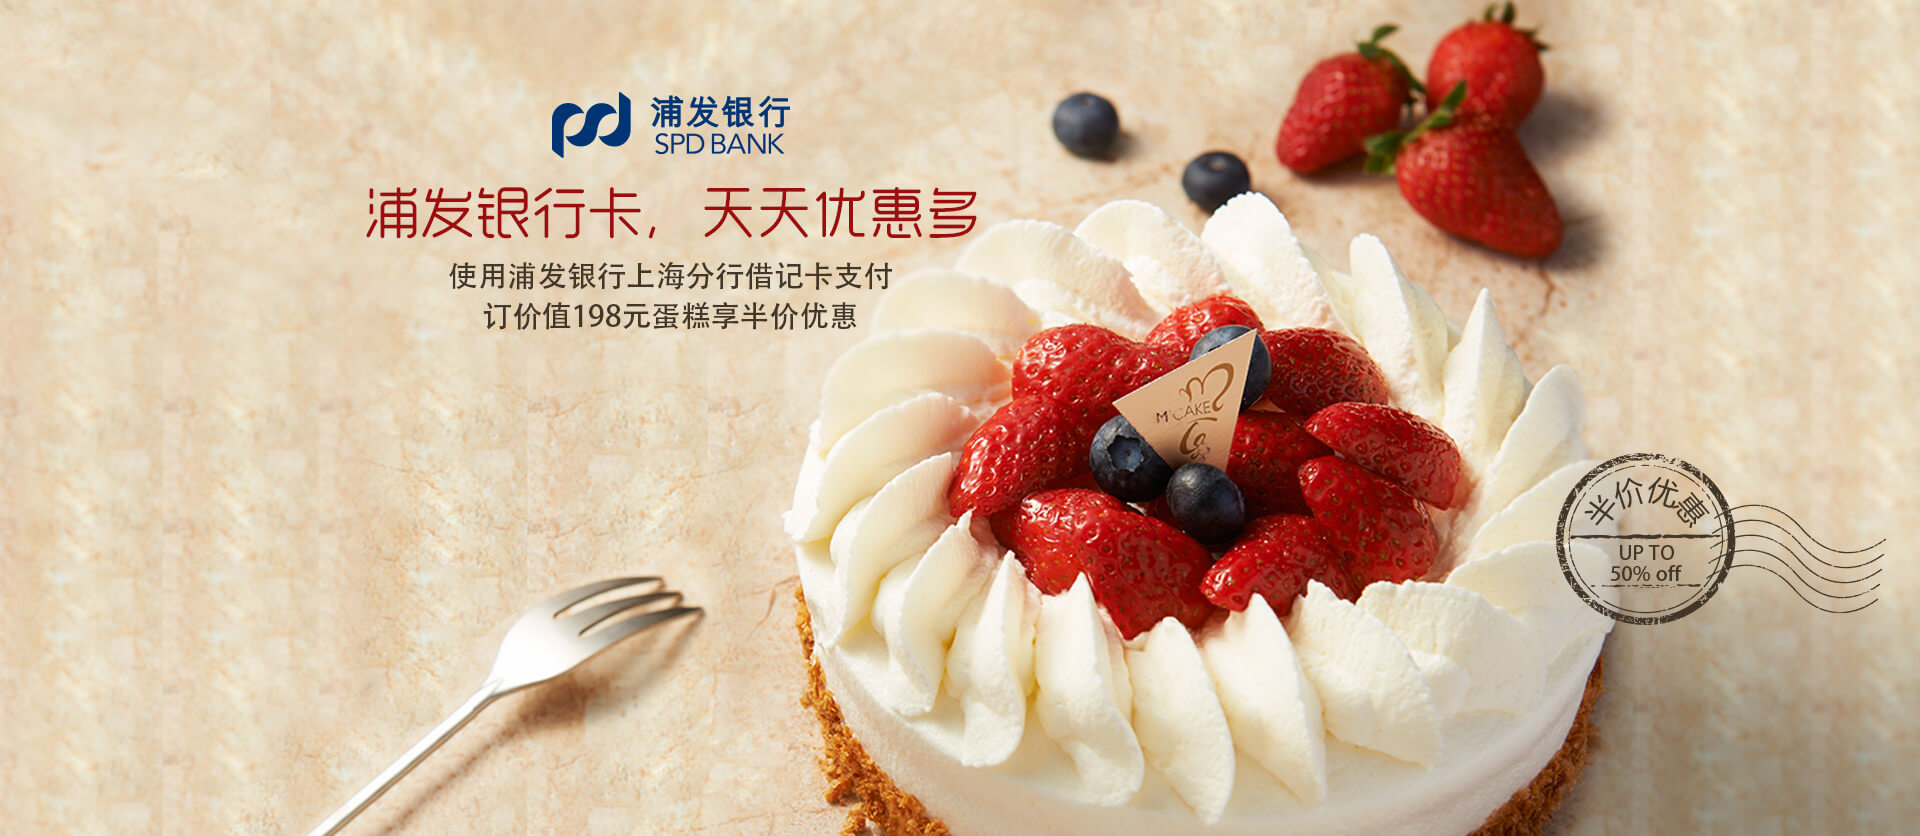 浦发银行
SPD BANK
浦发银行卡，天天优惠多
使用浦发银行上海分行借记卡支付
订价值198元蛋糕享半价优惠
M'CAKE
半价优惠
UP TO
50% off